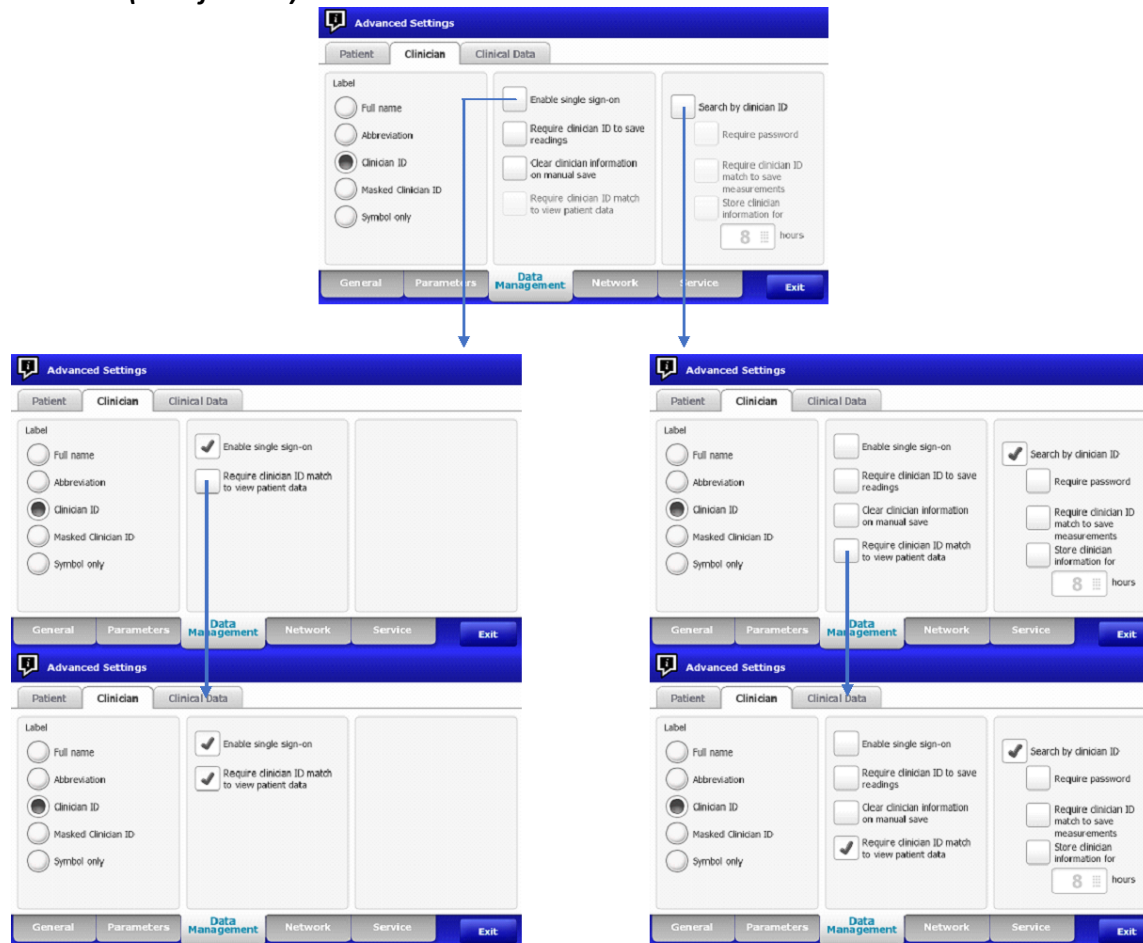 Advanced Settings
Patient Clinician Clinical Data
Label
Full name
Abbreviation
Clinician ID
Masked Clinician ID
Symbol only
Enable single sign-on
Require clinician ID to save
readings
Clear clinician information
on manual save
Require clinician ID match
to view patient data
Search by clinician ID
Require password
Require clinician ID
match to save
measurements
Store clinician
information for
8 hours
General Parameters Data Management Network Service Exit
Advanced Settings
Patient Clinician Clinical Data
Label
Full name
Abbreviation
Clinician ID
Masked Clinician ID
Symbol only
Enable single sign-on
Require clinician ID match
to view patient data
General Parameters Data Management Network Service Exit
Advanced Settings
Patient Clinician Clinical Data
Label
Full name
Abbreviation
Clinician ID
Masked Clinician ID
Symbol only
Enable single sign-on
Require clinician ID to save
readings
Clear clinician information
on manual save
Require clinician ID match
to view patient data
Search by clinician ID
Require password
Require clinician ID
match to save
measurements
Store clinician
information for
8 hours
General Parameters Data Management Network Service Exit
Advanced Settings
Patient Clinician Clinical Data
Label
Full name
Abbreviation
Clinician ID
Masked Clinician ID
Symbol only
Enable single sign-on
Require clinician ID match
to view patient data
General Parameters Data Management Network Service Exit
Advanced Settings
Patient Clinician Clinical Data
Label
Full name
Abbreviation
Clinician ID
Masked Clinician ID
Symbol only
Enable single sign-on
Require clinician ID to save
readings
Clear clinician information
on manual save
Require clinician ID match
to view patient data
Search by clinician ID
Require password
Require clinician ID
match to save
measurements
Store clinician
information for
8 hours
General Parameters Data Management Network Service Exit